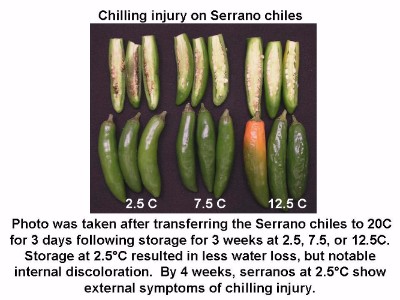 Chilling injury on Serrano chiles
2.5 C
7.5 C
12.5 C
Photo was taken after transferring the Serrano chiles to 20C
for 3 days following storage for 3 weeks at 2.5, 7.5, or 12.5C.
Storage at 2.5°C resulted in less water loss, but notable
internal discoloration.  By 4 weeks, serranos at 2.5°C show
external symptoms of chilling injury.